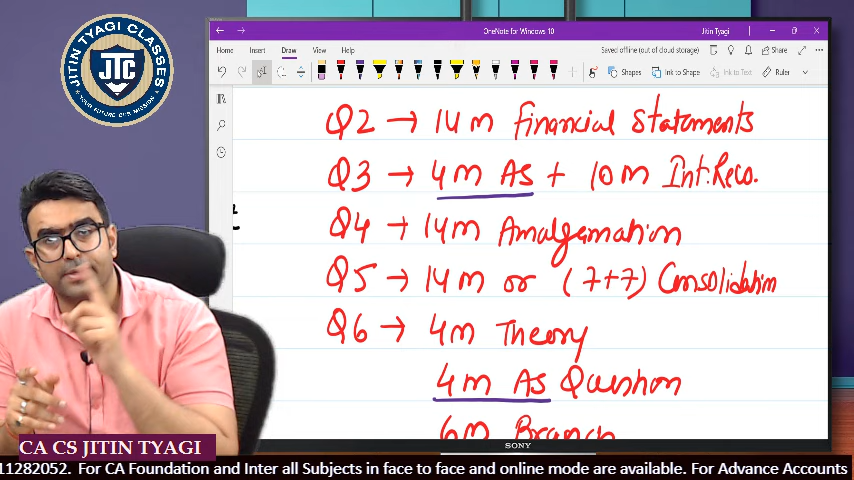 JITIN TYAGI CLASSES
JTC
YOUR FUTURE OUR MISSION
OneNote for Windows 10
Jitin Tyagi
Home Insert Draw View Help
Saved offline (out of cloud storage)
Share
Shapes
Ink to Shape
Ink to Text
Ruler
Q2 → 14m Financial Statements
Q3 → 4m AS + 10m Int. Reco.
Q4 → 14m Amalgamation
Q5 → 14m or (7+7) Consolidation
Q6 → 4m Theory
4m AS Question
6m Branch
SONY
CA CS JITIN TYAGI
11282052. For CA Foundation and Inter all Subjects in face to face and online mode are available. For Advance Accounts